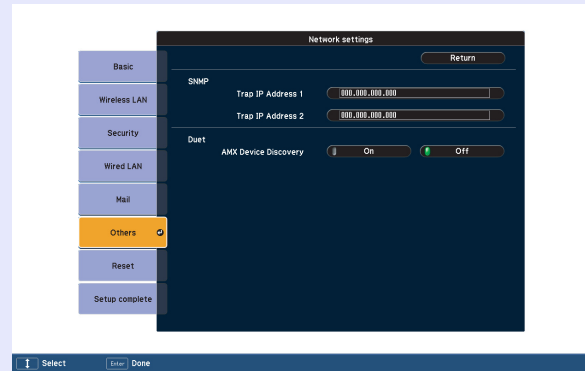 Network settings
Return
Basic
SNMP
Wireless LAN
Trap IP Address 1 000.000.000.000
Trap IP Address 2 000.000.000.000
Security
Duet
AMX Device Discovery On Off
Wired LAN
Mail
Others
Reset
Setup complete
Select Enter Done